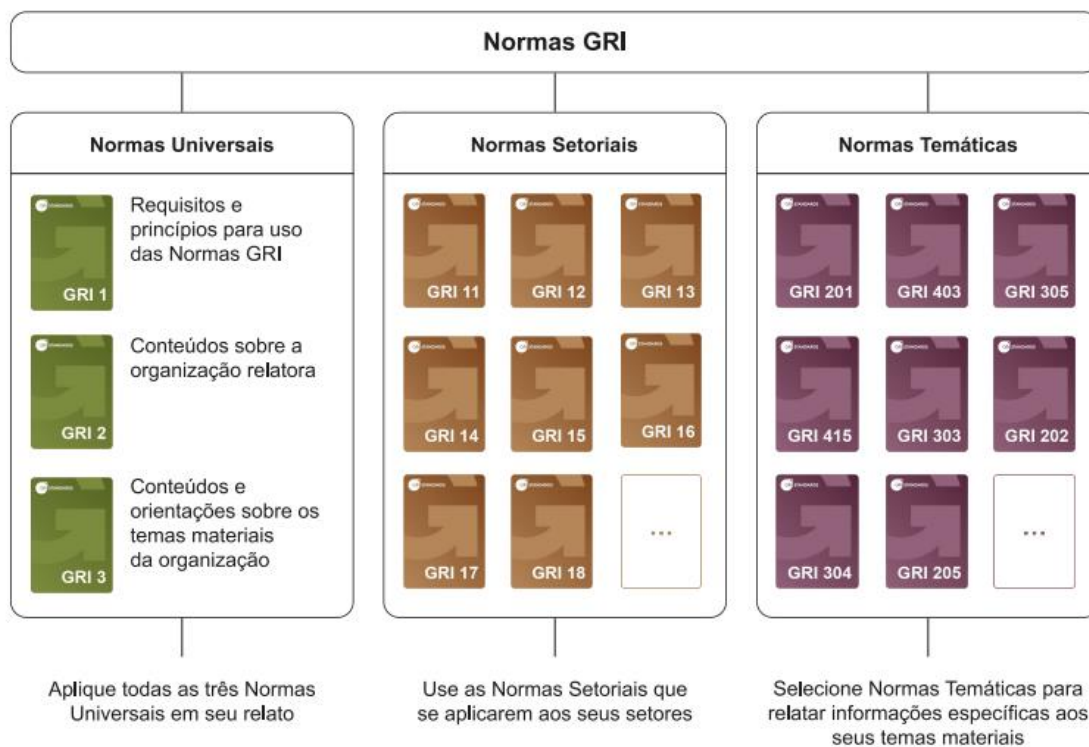 Normas GRI
Normas Universais
GRI 1
Requisitos e
princípios para uso
das Normas GRI
GRI 2
Conteúdos sobre a
organização relatora
GRI 3
Conteúdos e
orientações sobre os
temas materiais
da organização
Aplique todas as três Normas
Universais em seu relato
Normas Setoriais
GRI 11 GRI 12 GRI 13
GRI 14 GRI 15 GRI 16
GRI 17 GRI 18 ...
Use as Normas Setoriais que
se aplicarem aos seus setores
Normas Temáticas
GRI 201 GRI 403 GRI 305
GRI 415 GRI 303 GRI 202
GRI 304 GRI 205 ...
Selecione Normas Temáticas para
relatar informações específicas aos
seus temas materiais